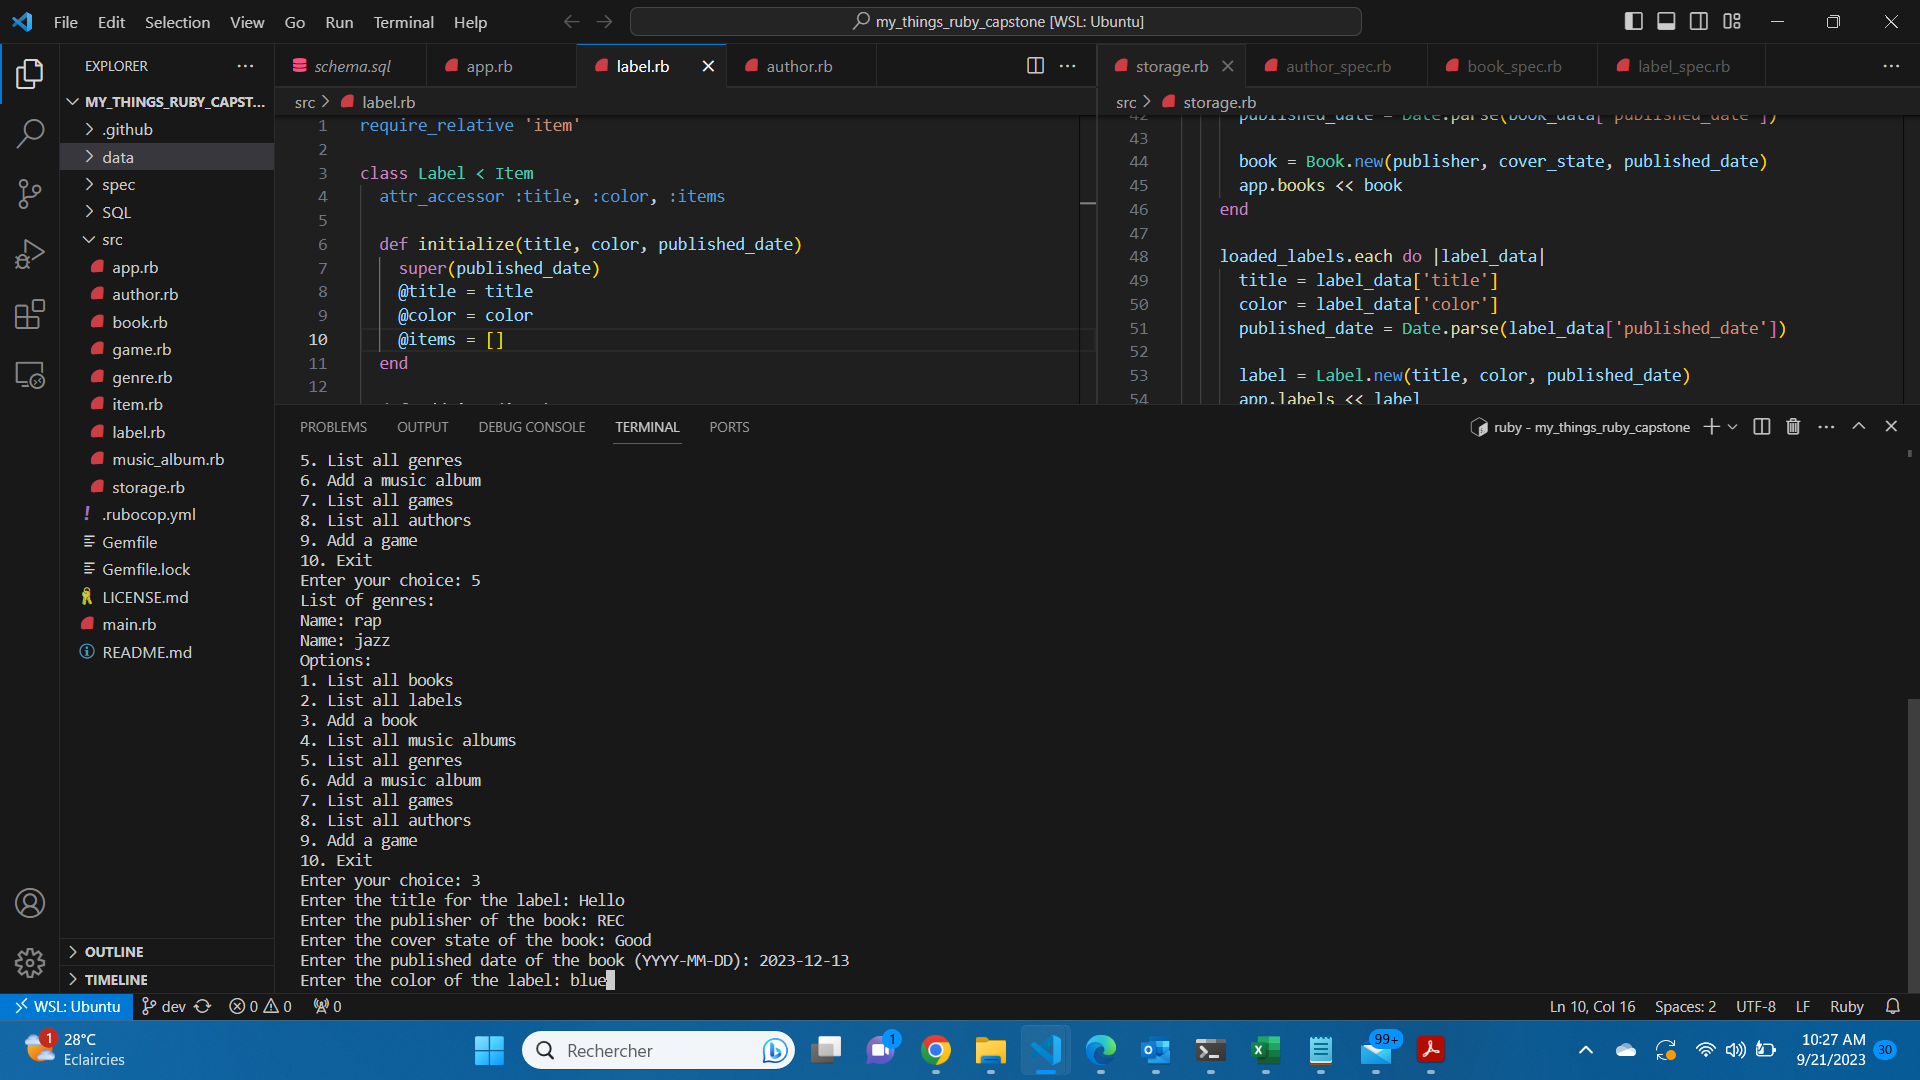 File Edit Selection View Go Run Terminal Help
my_things_ruby_capstone [WSL: Ubuntu]
EXPLORER
MY_THINGS_RUBY_CAPST...
.github
data
spec
SQL
src
app.rb
author.rb
book.rb
game.rb
genre.rb
item.rb
label.rb
music_album.rb
storage.rb
.rubocop.yml
Gemfile
Gemfile.lock
LICENSE.md
main.rb
README.md
OUTLINE
TIMELINE
schema.sql app.rb label.rb author.rb
src > label.rb
1 require_relative 'item'
2
3 class Label < Item
4 attr_accessor :title, :color, :items
5
6 def initialize(title, color, published_date)
7 super(published_date)
8 @title = title
9 @color = color
10 @items = []
11 end
12
storage.rb author_spec.rb book_spec.rb label_spec.rb
src > storage.rb
42 published_date = Date.parse(book_data['published_date'])
43
44 book = Book.new(publisher, cover_state, published_date)
45 app.books << book
46 end
47
48 loaded_labels.each do |label_data|
49 title = label_data['title']
50 color = label_data['color']
51 published_date = Date.parse(label_data['published_date'])
52
53 label = Label.new(title, color, published_date)
54 app.labels << label
PROBLEMS OUTPUT DEBUG CONSOLE TERMINAL PORTS
ruby - my_things_ruby_capstone
5. List all genres
6. Add a music album
7. List all games
8. List all authors
9. Add a game
10. Exit
Enter your choice: 5
List of genres:
Name: rap
Name: jazz
Options:
1. List all books
2. List all labels
3. Add a book
4. List all music albums
5. List all genres
6. Add a music album
7. List all games
8. List all authors
9. Add a game
10. Exit
Enter your choice: 3
Enter the title for the label: Hello
Enter the publisher of the book: REC
Enter the cover state of the book: Good
Enter the published date of the book (YYYY-MM-DD): 2023-12-13
Enter the color of the label: blue
WSL: Ubuntu dev 0 0 0
Ln 10, Col 16 Spaces: 2 UTF-8 LF Ruby
1
28°C
Eclaircies
Rechercher
1
99+
10:27 AM
9/21/2023
30